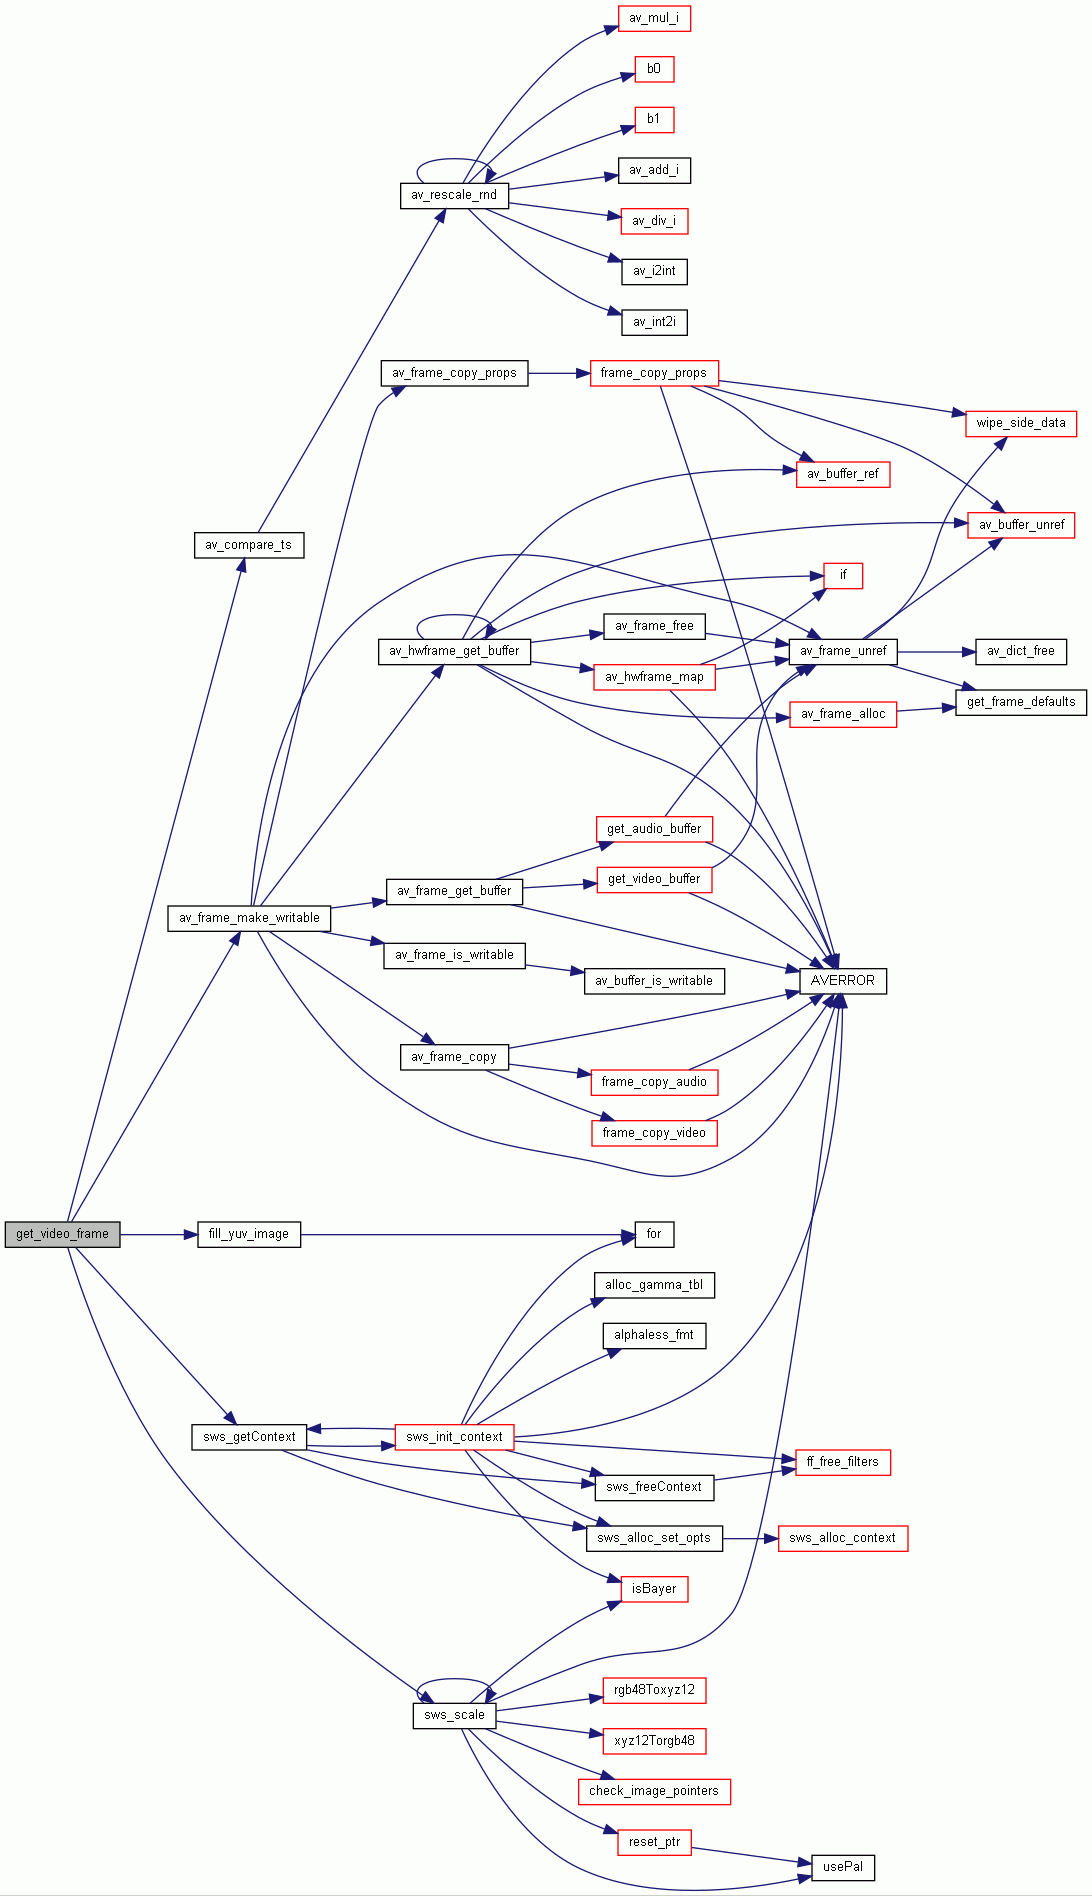 av_mul_i
b0
b1
av_add_i
av_rescale_rnd
av_div_i
av_i2int
av_int2i
av_frame_copy_props
frame_copy_props
wipe_side_data
av_buffer_ref
av_buffer_unref
av_compare_ts
if
av_frame_free
av_hwframe_get_buffer
av_frame_unref
av_dict_free
av_hwframe_map
get_frame_defaults
av_frame_alloc
get_audio_buffer
get_video_buffer
av_frame_get_buffer
av_frame_make_writable
av_frame_is_writable
av_buffer_is_writable
AVERROR
av_frame_copy
frame_copy_audio
frame_copy_video
get_video_frame
fill_yuv_image
for
alloc_gamma_tbl
alphaless_fmt
sws_getContext
sws_init_context
ff_free_filters
sws_freeContext
sws_alloc_set_opts
sws_alloc_context
isBayer
rgb48Toxyz12
sws_scale
xyz12Torgb48
check_image_pointers
reset_ptr
usePal